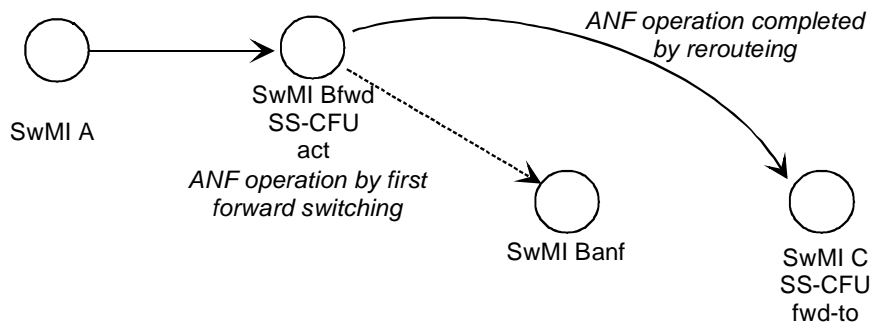 ANF operation completed
by rerouteing
SwMI A
SwMI Bfwd
SS-CFU
act
ANF operation by first
forward switching
SwMI Banf
SwMI C
SS-CFU
fwd-to